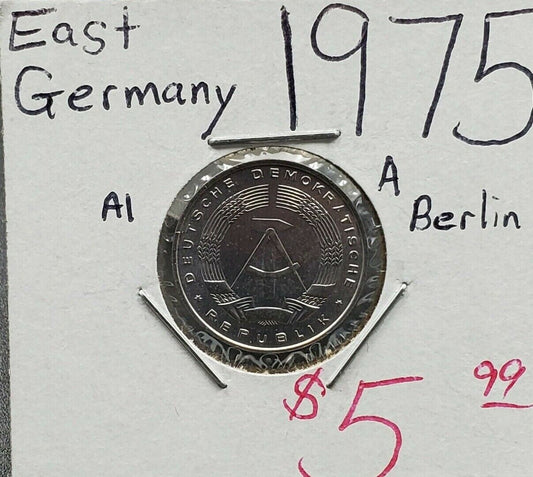 East
Germany
1975
Al
A
Berlin
DEUTSCHE DEMOKRATISCHE
* REPUBLIK *
$5.99